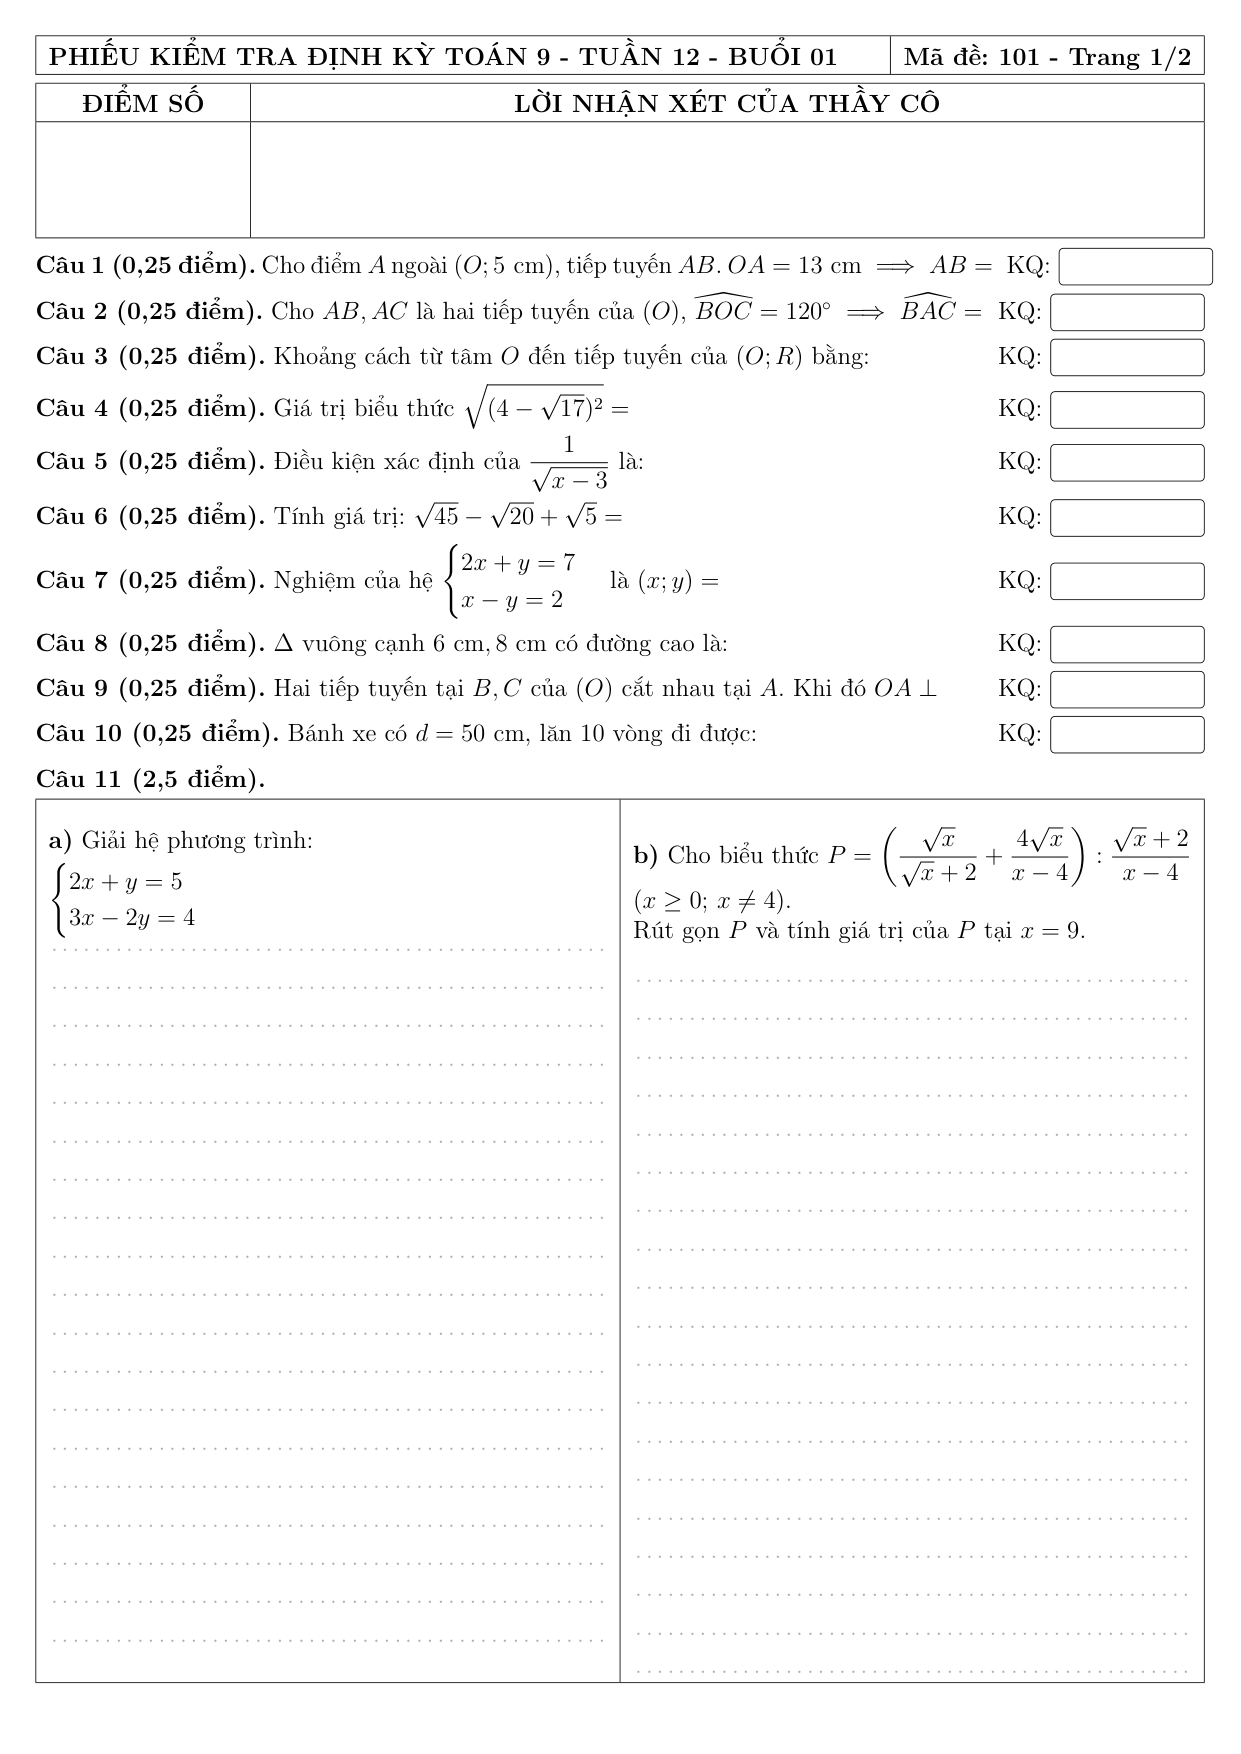 PHIẾU KIỂM TRA ĐỊNH KỲ TOÁN 9 - TUẦN 12 - BUỔI 01 Mã đề: 101 - Trang 1/2
ĐIỂM SỐ LỜI NHẬN XÉT CỦA THẦY CÔ
Câu 1 (0,25 điểm). Cho điểm A ngoài (O; 5 cm), tiếp tuyến AB. OA = 13 cm ⟹ AB = KQ:
Câu 2 (0,25 điểm). Cho AB, AC là hai tiếp tuyến của (O), $\widehat{BOC}$ = 120° ⟹ $\widehat{BAC}$ = KQ:
Câu 3 (0,25 điểm). Khoảng cách từ tâm O đến tiếp tuyến của (O; R) bằng: KQ:
Câu 4 (0,25 điểm). Giá trị biểu thức $\sqrt{(4 - \sqrt{17})^2}$ = KQ:
Câu 5 (0,25 điểm). Điều kiện xác định của $\dfrac{1}{\sqrt{x-3}}$ là: KQ:
Câu 6 (0,25 điểm). Tính giá trị: $\sqrt{45} - \sqrt{20} + \sqrt{5}$ = KQ:
Câu 7 (0,25 điểm). Nghiệm của hệ $\begin{cases} 2x + y = 7 \\ x - y = 2 \end{cases}$ là (x; y) = KQ:
Câu 8 (0,25 điểm). Δ vuông cạnh 6 cm, 8 cm có đường cao là: KQ:
Câu 9 (0,25 điểm). Hai tiếp tuyến tại B, C của (O) cắt nhau tại A. Khi đó OA ⊥ KQ:
Câu 10 (0,25 điểm). Bánh xe có d = 50 cm, lăn 10 vòng đi được: KQ:
Câu 11 (2,5 điểm).
a) Giải hệ phương trình:
$\begin{cases} 2x + y = 5 \\ 3x - 2y = 4 \end{cases}$
b) Cho biểu thức $P = \left(\dfrac{\sqrt{x}}{\sqrt{x}+2} + \dfrac{4\sqrt{x}}{x-4}\right) : \dfrac{\sqrt{x}+2}{x-4}$
(x ≥ 0; x ≠ 4).
Rút gọn P và tính giá trị của P tại x = 9.